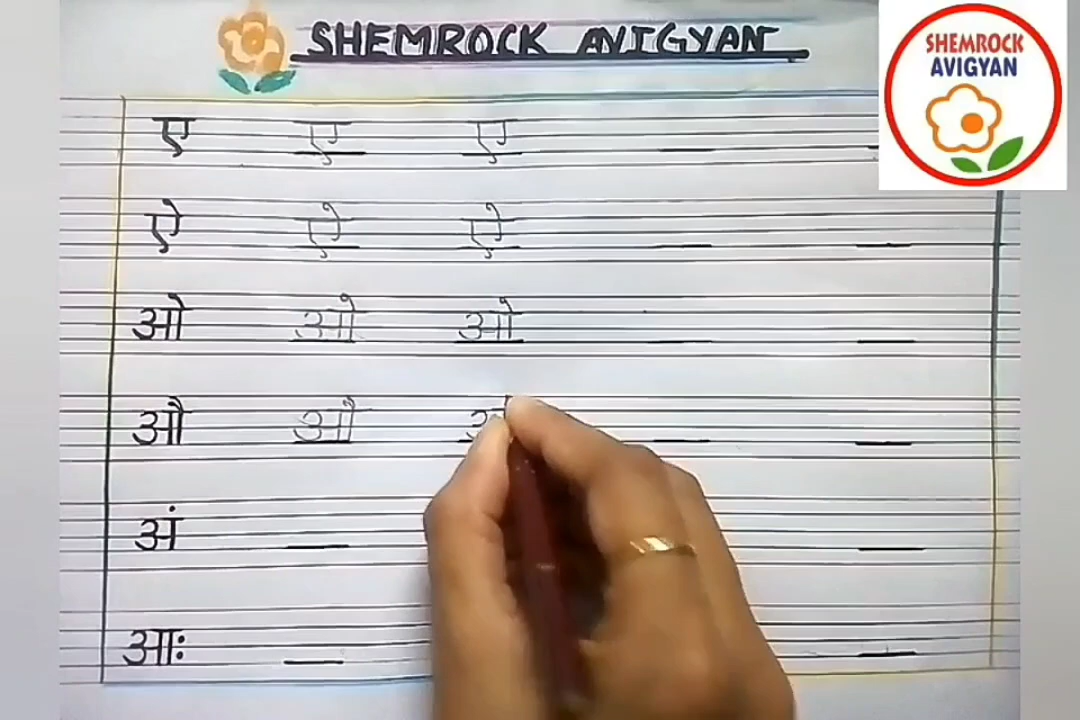 SHEMROCK AVIGYAN
SHEMROCK
AVIGYAN
ए ए ए
ऐ ऐ ऐ
ओ ओ ओ
औ औ
अं
आः